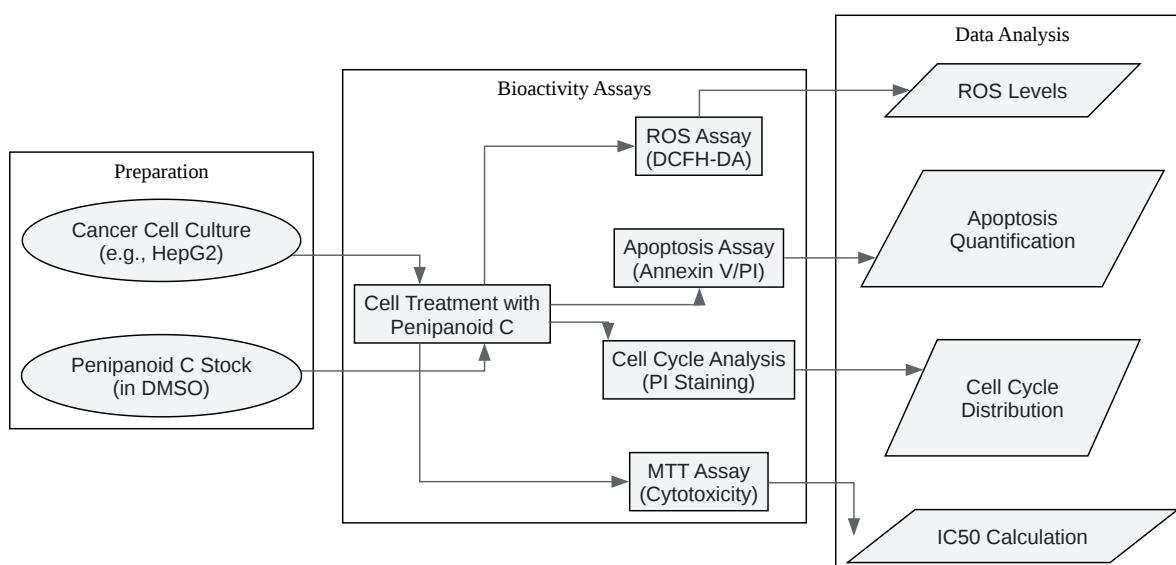 Preparation
Cancer Cell Culture
(e.g., HepG2)
Penipanoid C Stock
(in DMSO)
Bioactivity Assays
Cell Treatment with
Penipanoid C
ROS Assay
(DCFH-DA)
Apoptosis Assay
(Annexin V/PI)
Cell Cycle Analysis
(PI Staining)
MTT Assay
(Cytotoxicity)
Data Analysis
ROS Levels
Apoptosis
Quantification
Cell Cycle
Distribution
IC50 Calculation